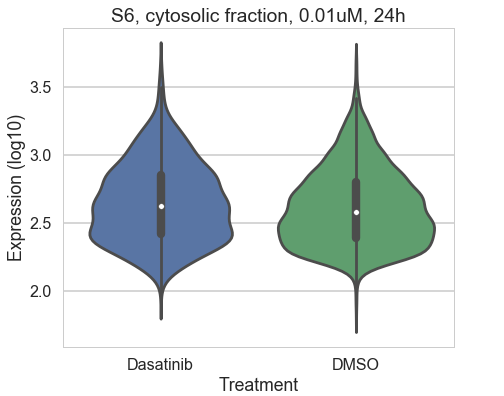 S6, cytosolic fraction, 0.01uM, 24h
Expression (log10)
3.5
3.0
2.5
2.0
Dasatinib DMSO
Treatment